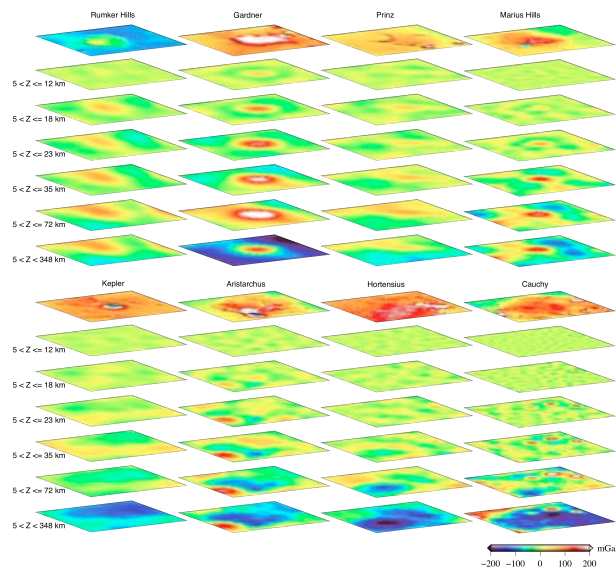 Rumker Hills Gardner Prinz Marius Hills
5 < Z <= 12 km
5 < Z <= 18 km
5 < Z <= 23 km
5 < Z <= 35 km
5 < Z <= 72 km
5 < Z < 348 km
Kepler Aristarchus Hortensius Cauchy
5 < Z <= 12 km
5 < Z <= 18 km
5 < Z <= 23 km
5 < Z <= 35 km
5 < Z <= 72 km
5 < Z < 348 km
mGal
−200 −100 0 100 200